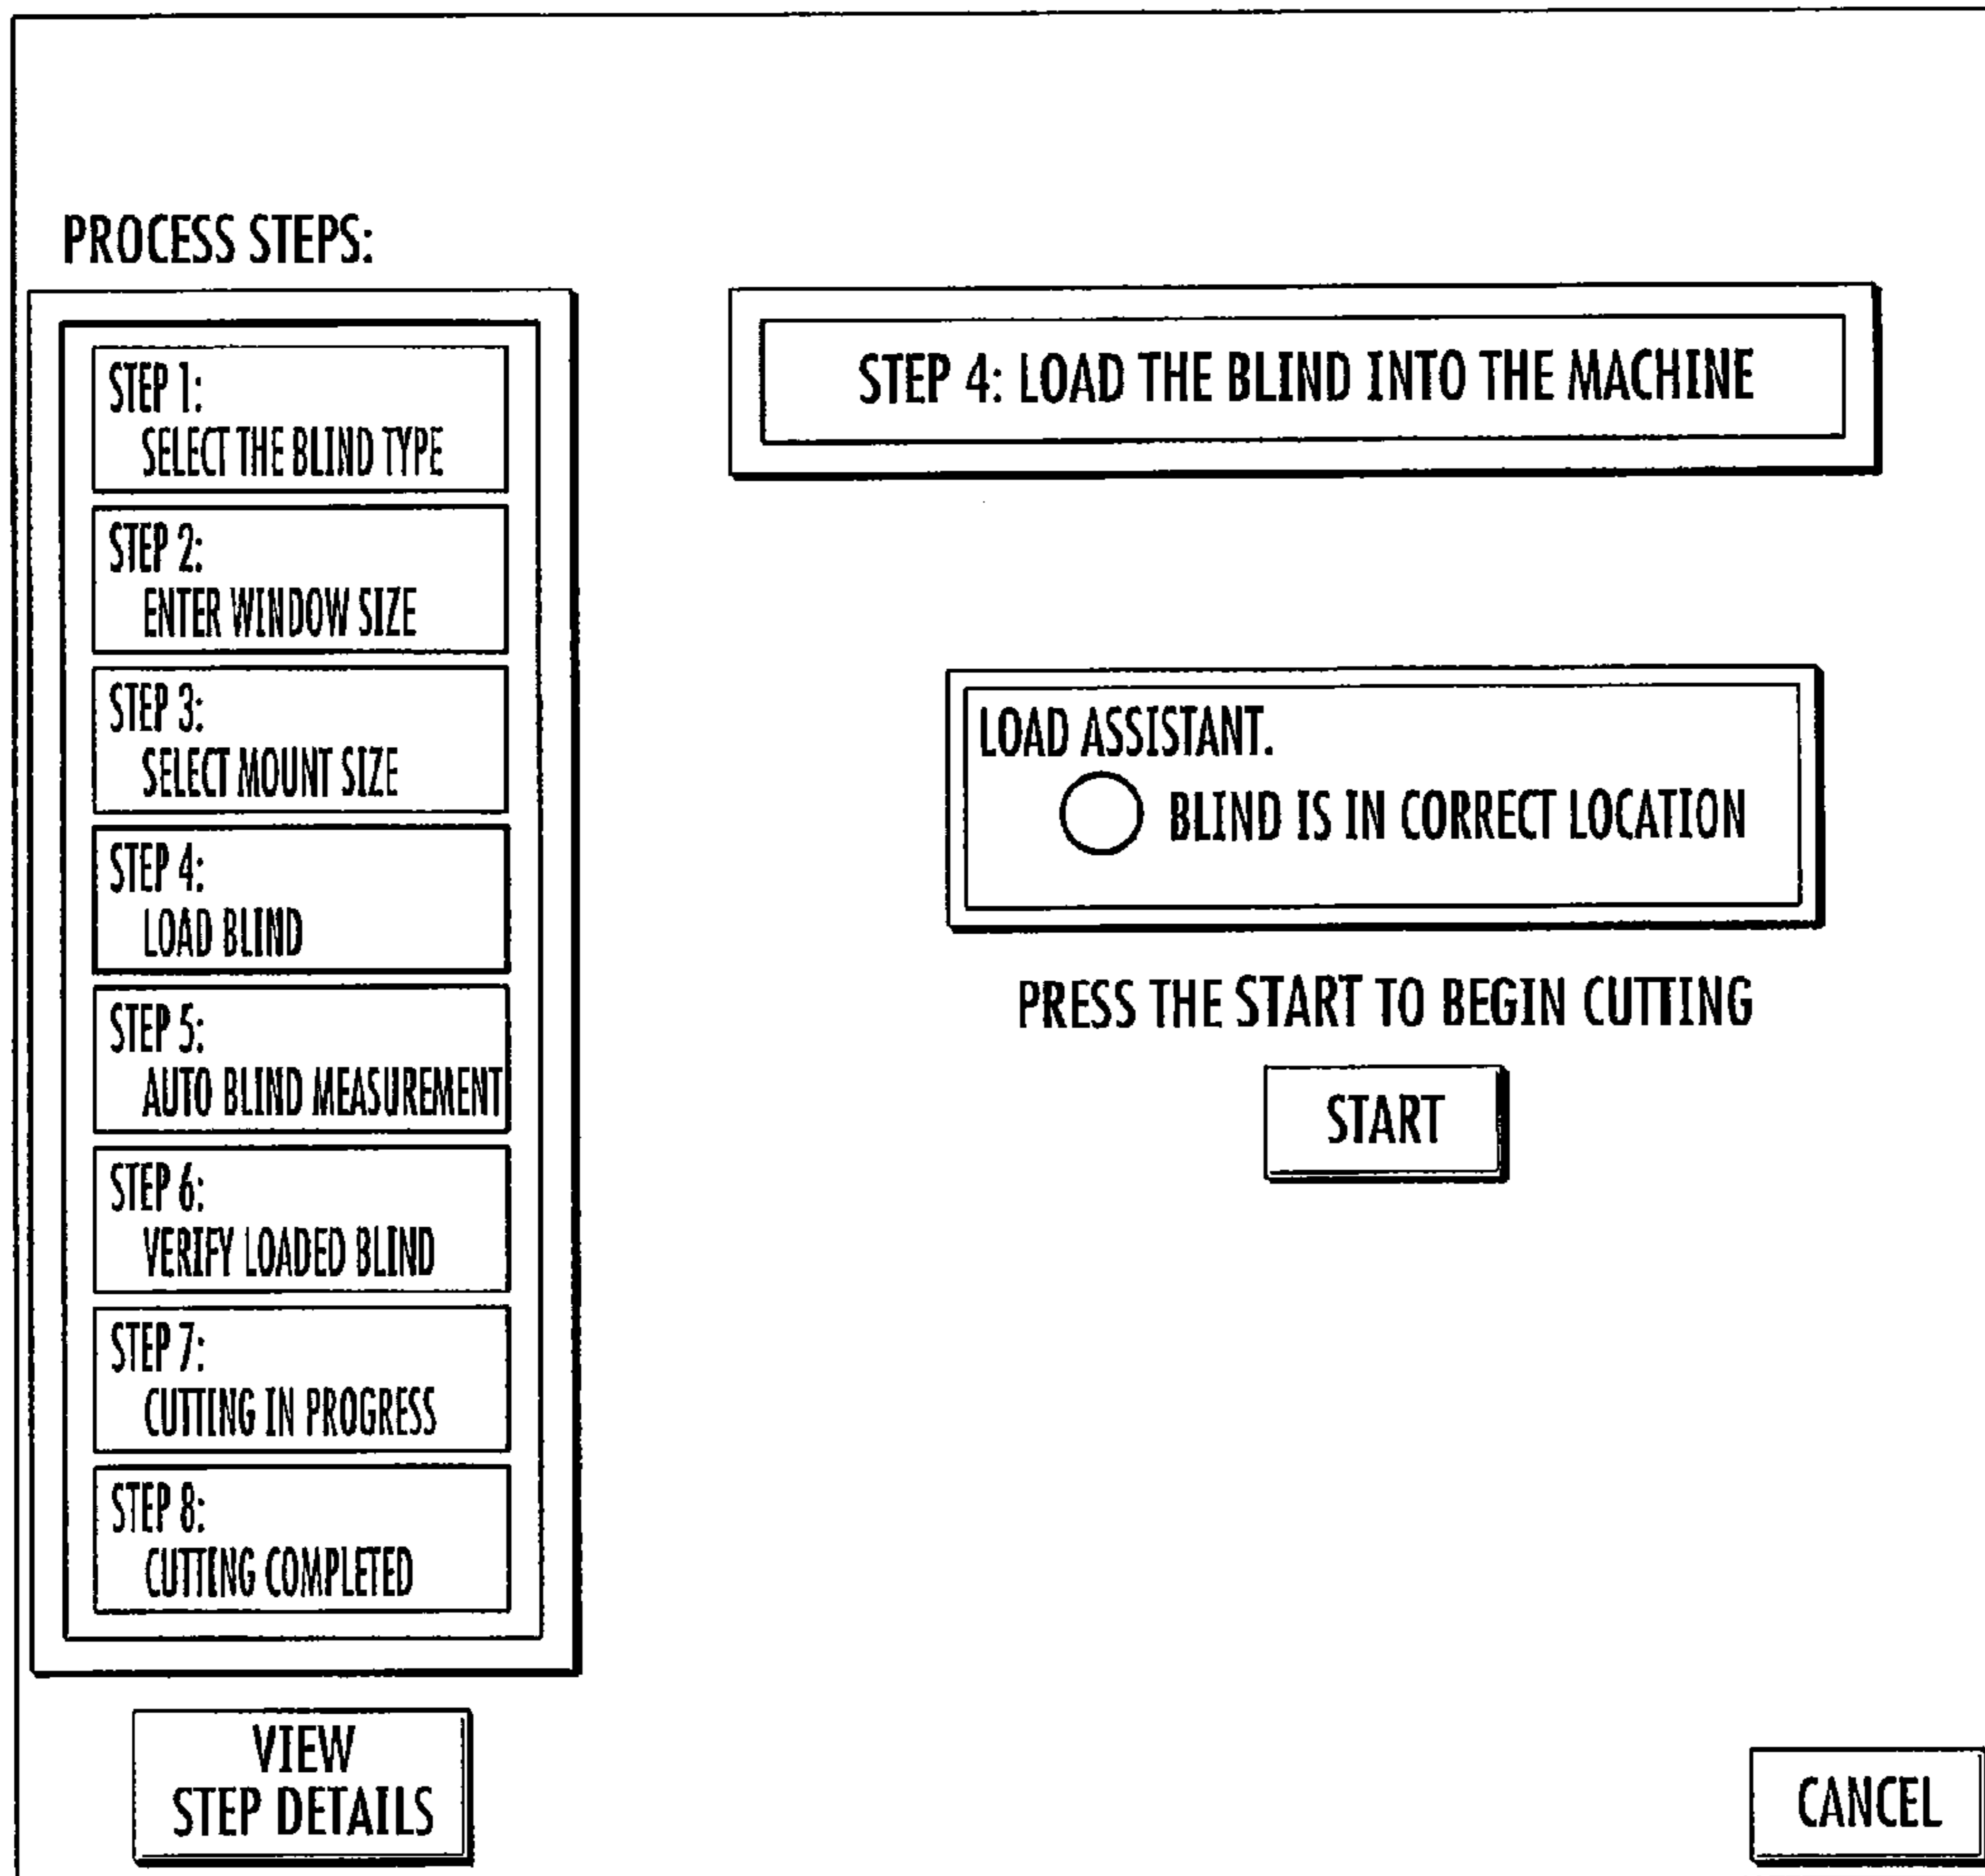 PROCESS STEPS:
STEP 1:
SELECT THE BLIND TYPE
STEP 2:
ENTER WINDOW SIZE
STEP 3:
SELECT MOUNT SIZE
STEP 4:
LOAD BLIND
STEP 5:
AUTO BLIND MEASUREMENT
STEP 6:
VERIFY LOADED BLIND
STEP 7:
CUTTING IN PROGRESS
STEP 8:
CUTTING COMPLETED
VIEW
STEP DETAILS
STEP 4: LOAD THE BLIND INTO THE MACHINE
LOAD ASSISTANT.
BLIND IS IN CORRECT LOCATION
PRESS THE START TO BEGIN CUTTING
START
CANCEL